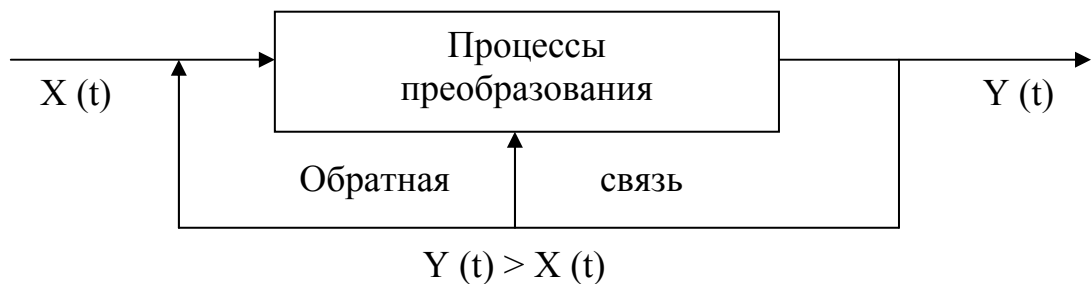 Процессы
преобразования
X (t)
Y (t)
Обратная связь
Y (t) > X (t)